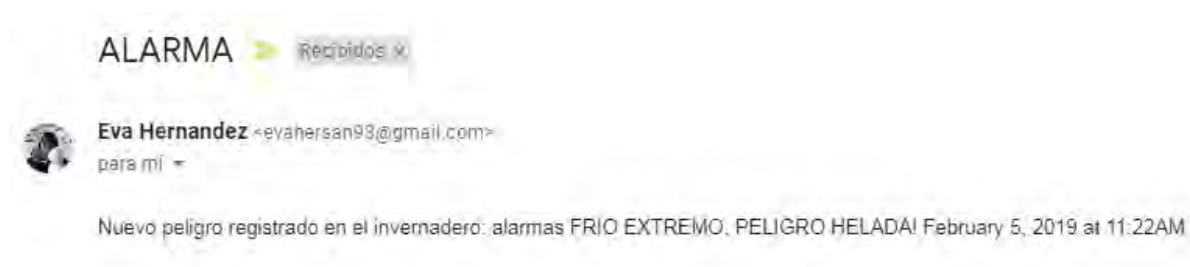 ALARMA Recibidos x
Eva Hernandez <evahersan93@gmail.com>
para mí
Nuevo peligro registrado en el invernadero: alarmas FRIO EXTREMO, PELIGRO HELADA! February 5, 2019 at 11:22AM